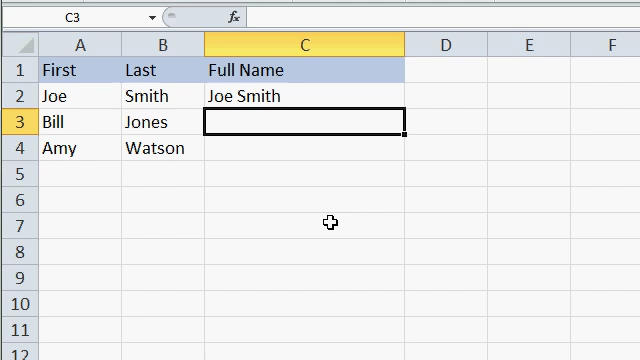 C3 fx
A B C D E F
1 First Last Full Name
2 Joe Smith Joe Smith
3 Bill Jones
4 Amy Watson
5
6
7
8
9
10
11
12